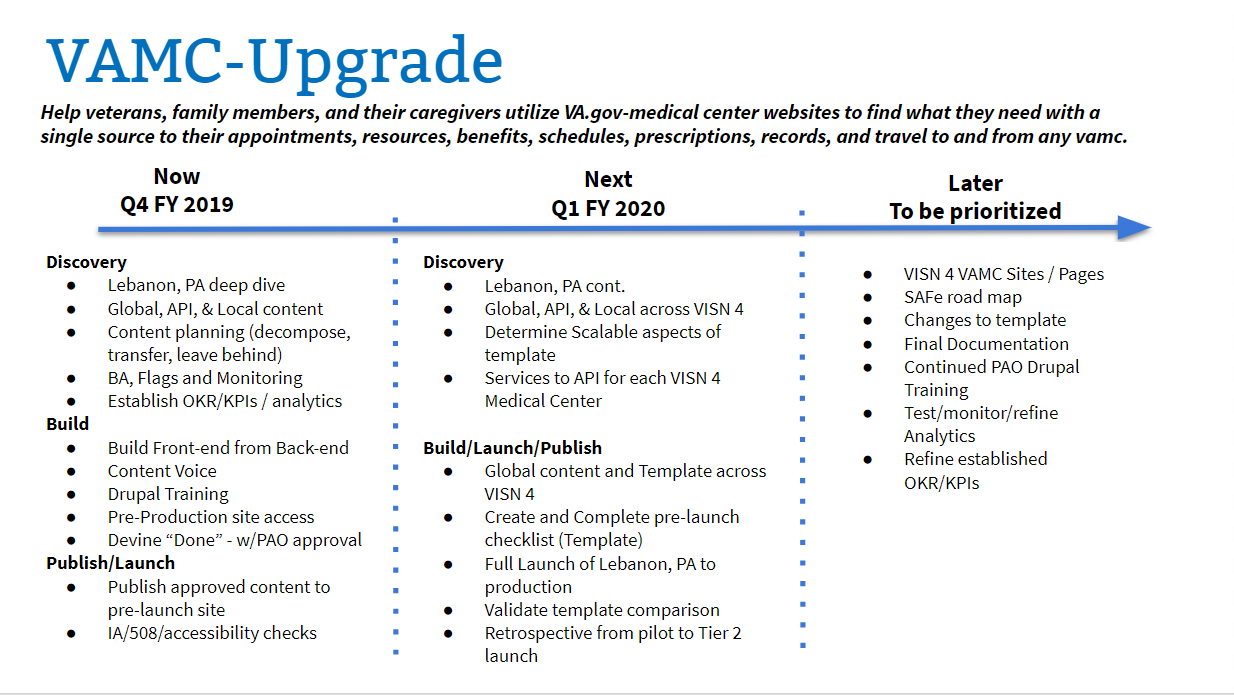 VAMC-Upgrade
Help veterans, family members, and their caregivers utilize VA.gov-medical center websites to find what they need with a
single source to their appointments, resources, benefits, schedules, prescriptions, records, and travel to and from any vamc.
Now
Q4 FY 2019
Discovery
● Lebanon, PA deep dive
● Global, API, & Local content
● Content planning (decompose,
transfer, leave behind)
● BA, Flags and Monitoring
● Establish OKR/KPIs / analytics
Build
● Build Front-end from Back-end
● Content Voice
● Drupal Training
● Pre-Production site access
● Devine “Done” - w/PAO approval
Publish/Launch
● Publish approved content to
pre-launch site
● IA/508/accessibility checks
Next
Q1 FY 2020
Discovery
● Lebanon, PA cont.
● Global, API, & Local across VISN 4
● Determine Scalable aspects of
template
● Services to API for each VISN 4
Medical Center
Build/Launch/Publish
● Global content and Template across
VISN 4
● Create and Complete pre-launch
checklist (Template)
● Full Launch of Lebanon, PA to
production
● Validate template comparison
● Retrospective from pilot to Tier 2
launch
Later
To be prioritized
● VISN 4 VAMC Sites / Pages
● SAFe road map
● Changes to template
● Final Documentation
● Continued PAO Drupal
Training
● Test/monitor/refine
Analytics
● Refine established
OKR/KPIs